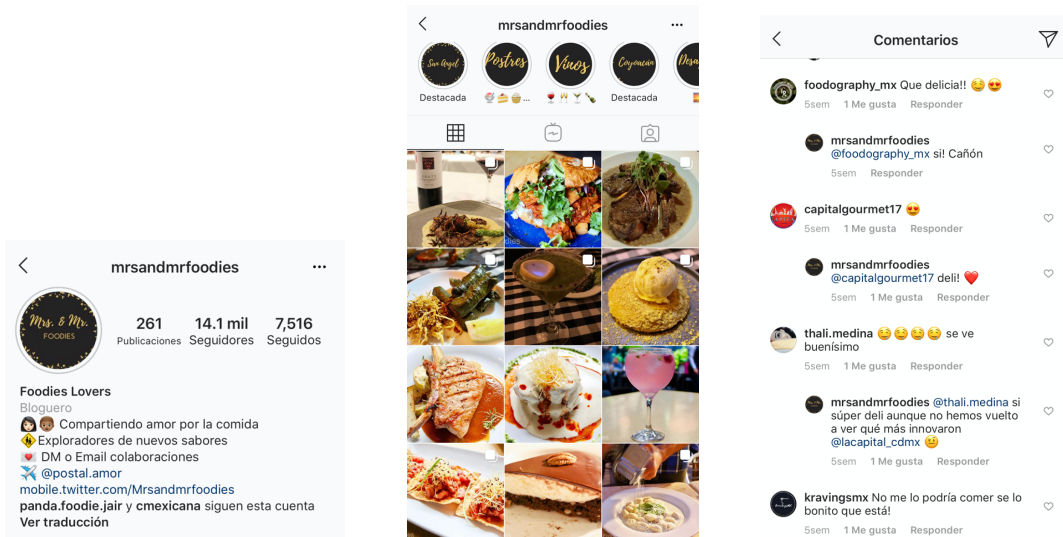 mrsandmrfoodies
Mrs. & Mr.
FOODIES
261 14.1 mil 7,516
Publicaciones Seguidores Seguidos
Foodies Lovers
Bloguero
Compartiendo amor por la comida
Exploradores de nuevos sabores
DM o Email colaboraciones
@postal.amor
mobile.twitter.com/Mrsandmrfoodies
panda.foodie.jair y cmexicana siguen esta cuenta
Ver traducción
mrsandmrfoodies
San Angel Postres Vinos Coyoacán
Destacada Destacada
Comentarios
foodography_mx Que delicia!! 😋😍
5sem 1 Me gusta Responder
mrsandmrfoodies
@foodography_mx si! Cañón
5sem Responder
capitalgourmet17 😍
5sem 1 Me gusta Responder
mrsandmrfoodies
@capitalgourmet17 deli! ❤️
5sem 1 Me gusta Responder
thali.medina 😋😋😋😋 se ve
buenísimo
5sem 1 Me gusta Responder
mrsandmrfoodies @thali.medina si
súper deli aunque no hemos vuelto
a ver qué más innovaron
@lacapital_cdmx
5sem 1 Me gusta Responder
kravingsmx No me lo podría comer se lo
bonito que está!
5sem 1 Me gusta Responder